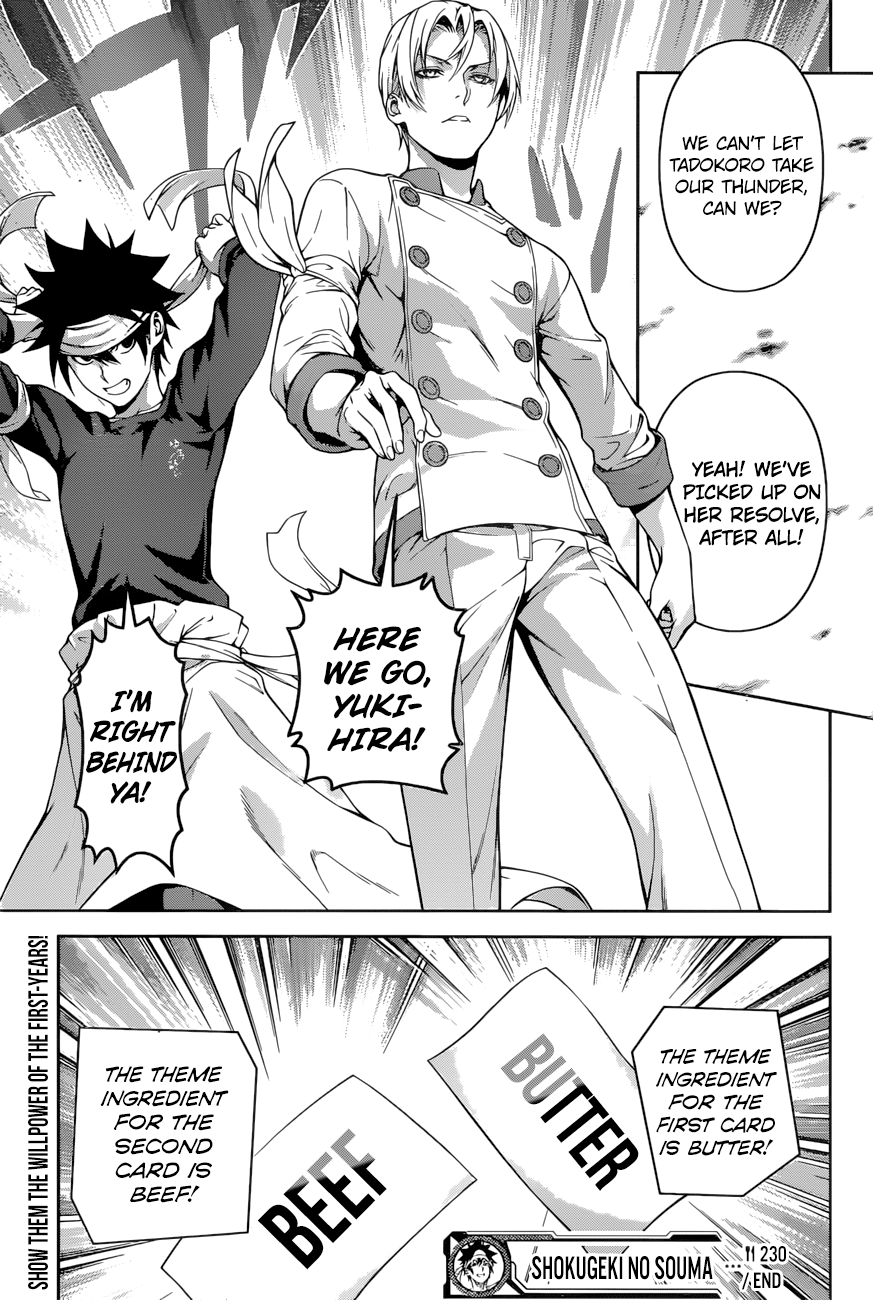 WE CAN'T LET
TADOKORO TAKE
OUR THUNDER,
CAN WE?
YEAH! WE'VE
PICKED UP ON
HER RESOLVE,
AFTER ALL!
HERE
WE GO,
YUKI-
HIRA!
I'M
RIGHT
BEHIND
YA!
THE THEME
INGREDIENT
FOR THE
FIRST CARD
IS BUTTER!
BUTTER
THE THEME
INGREDIENT
FOR THE
SECOND
CARD IS
BEEF!
BEEF
SHOW THEM THE WILLPOWER OF THE FIRST-YEARS!
SHOKUGEKI NO SOUMA ... 230
/ END